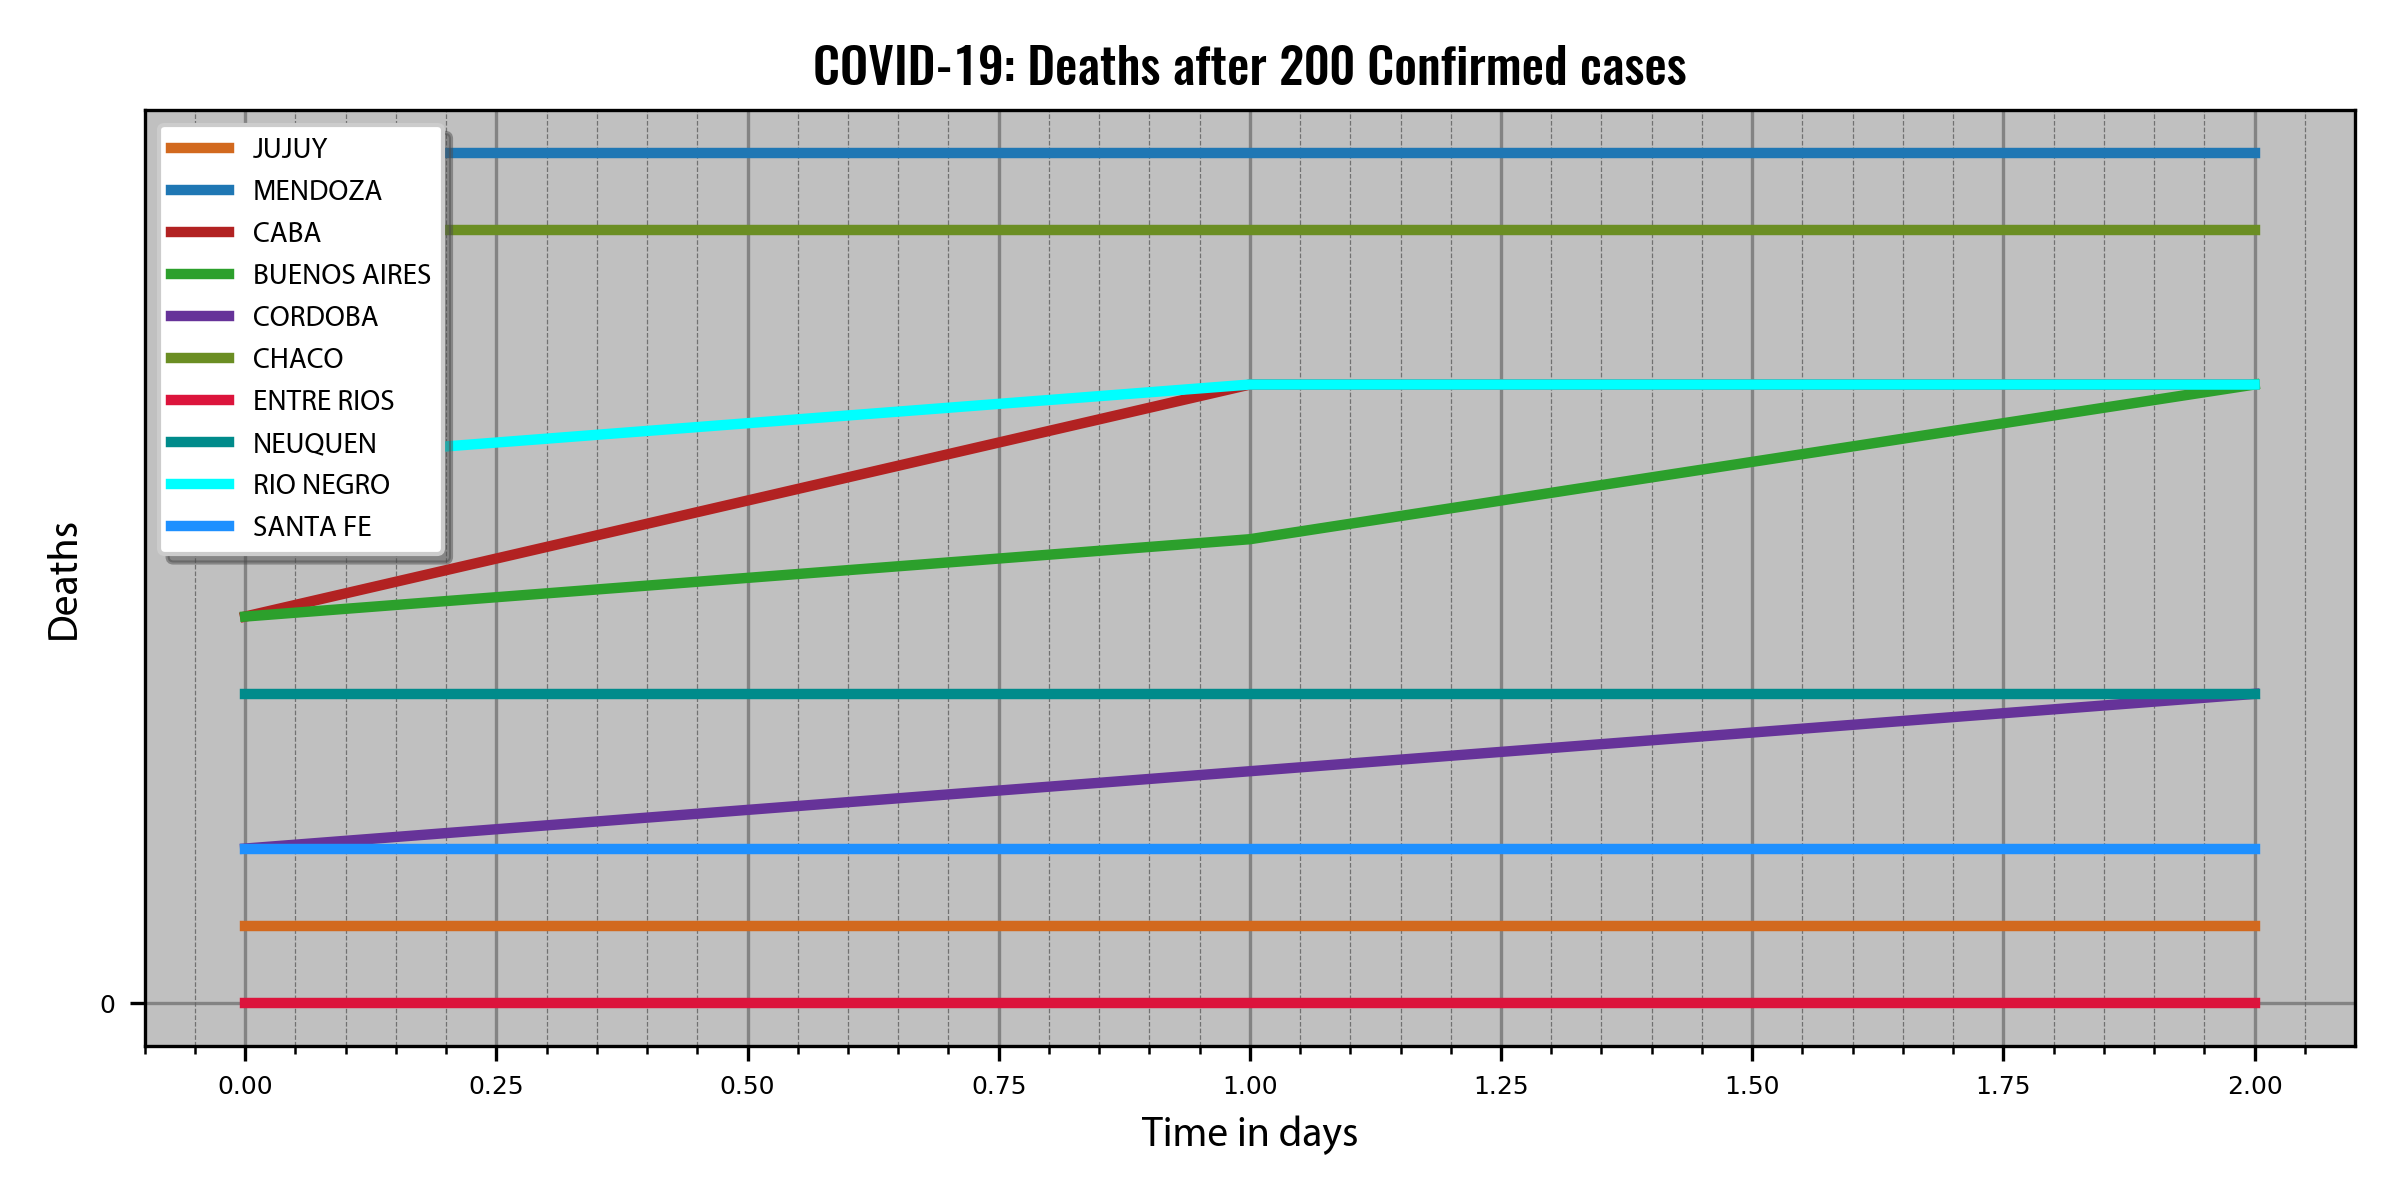 COVID-19: Deaths after 200 Confirmed cases
JUJUY
MENDOZA
CABA
BUENOS AIRES
CORDOBA
CHACO
ENTRE RIOS
NEUQUEN
RIO NEGRO
SANTA FE
Deaths
0
0.00 0.25 0.50 0.75 1.00 1.25 1.50 1.75 2.00
Time in days